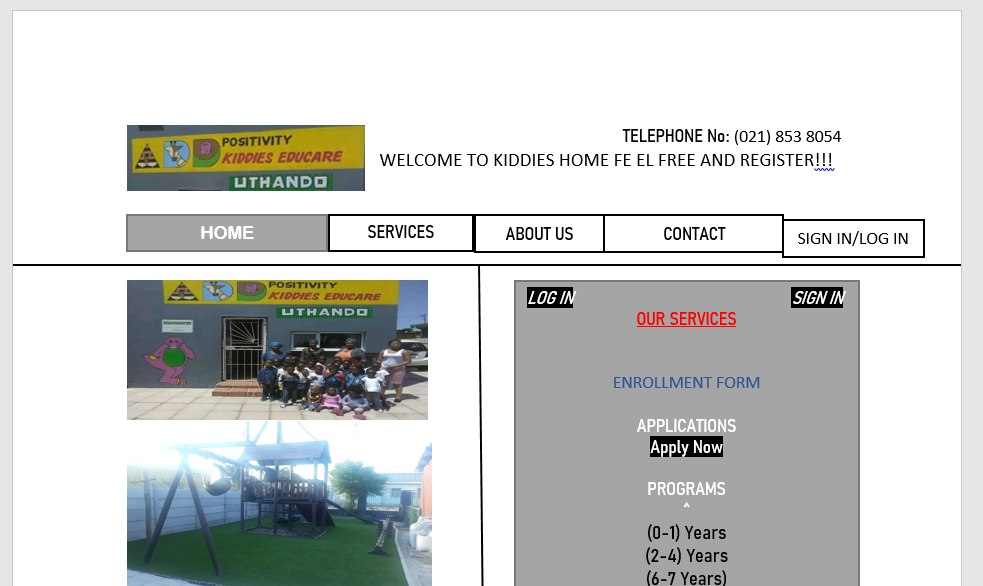 POSITIVITY
KIDDIES EDUCARE
UTHANDO
TELEPHONE No: (021) 853 8054
WELCOME TO KIDDIES HOME FE EL FREE AND REGISTER!!!
HOME
SERVICES
ABOUT US
CONTACT
SIGN IN/LOG IN
POSITIVITY
KIDDIES EDUCARE
UTHANDO
LOG IN
SIGN IN
OUR SERVICES
ENROLLMENT FORM
APPLICATIONS
Apply Now
PROGRAMS
^
(0-1) Years
(2-4) Years
(6-7 Years)